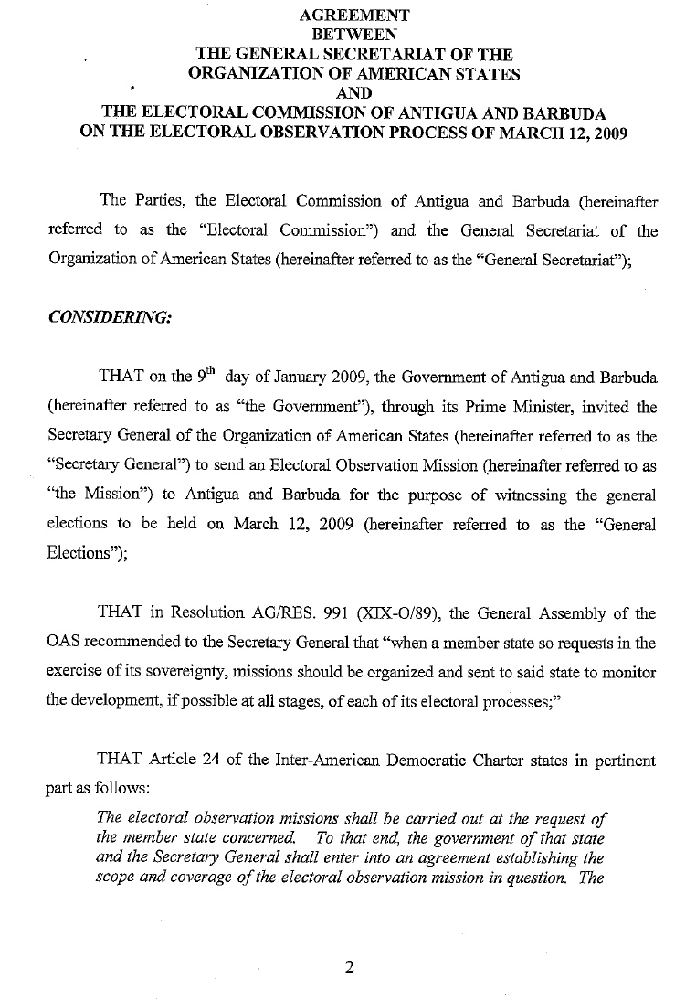 AGREEMENT
BETWEEN
THE GENERAL SECRETARIAT OF THE
ORGANIZATION OF AMERICAN STATES
AND
THE ELECTORAL COMMISSION OF ANTIGUA AND BARBUDA
ON THE ELECTORAL OBSERVATION PROCESS OF MARCH 12, 2009
The Parties, the Electoral Commission of Antigua and Barbuda (hereinafter
referred to as the “Electoral Commission”) and the General Secretariat of the
Organization of American States (hereinafter referred to as the “General Secretariat”);
CONSIDERING:
THAT on the 9th day of January 2009, the Government of Antigua and Barbuda
(hereinafter referred to as “the Government”), through its Prime Minister, invited the
Secretary General of the Organization of American States (hereinafter referred to as the
“Secretary General”) to send an Electoral Observation Mission (hereinafter referred to as
“the Mission”) to Antigua and Barbuda for the purpose of witnessing the general
elections to be held on March 12, 2009 (hereinafter referred to as the “General
Elections”);
THAT in Resolution AG/RES. 991 (XIX-O/89), the General Assembly of the
OAS recommended to the Secretary General that “when a member state so requests in the
exercise of its sovereignty, missions should be organized and sent to said state to monitor
the development, if possible at all stages, of each of its electoral processes;”
THAT Article 24 of the Inter-American Democratic Charter states in pertinent
part as follows:
The electoral observation missions shall be carried out at the request of
the member state concerned. To that end, the government of that state
and the Secretary General shall enter into an agreement establishing the
scope and coverage of the electoral observation mission in question. The
2